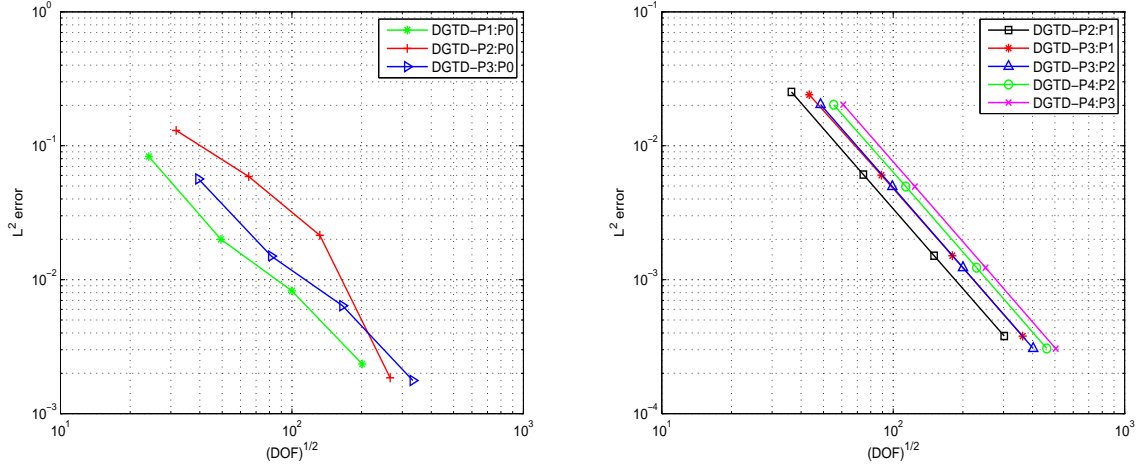 10^0
10^-1
10^-2
10^-3
L^2 error
10^1
10^2
10^3
(DOF)^1/2
DGTD-P1:P0
DGTD-P2:P0
DGTD-P3:P0
10^-1
10^-2
10^-3
10^-4
L^2 error
10^1
10^2
10^3
(DOF)^1/2
DGTD-P2:P1
DGTD-P3:P1
DGTD-P3:P2
DGTD-P4:P2
DGTD-P4:P3